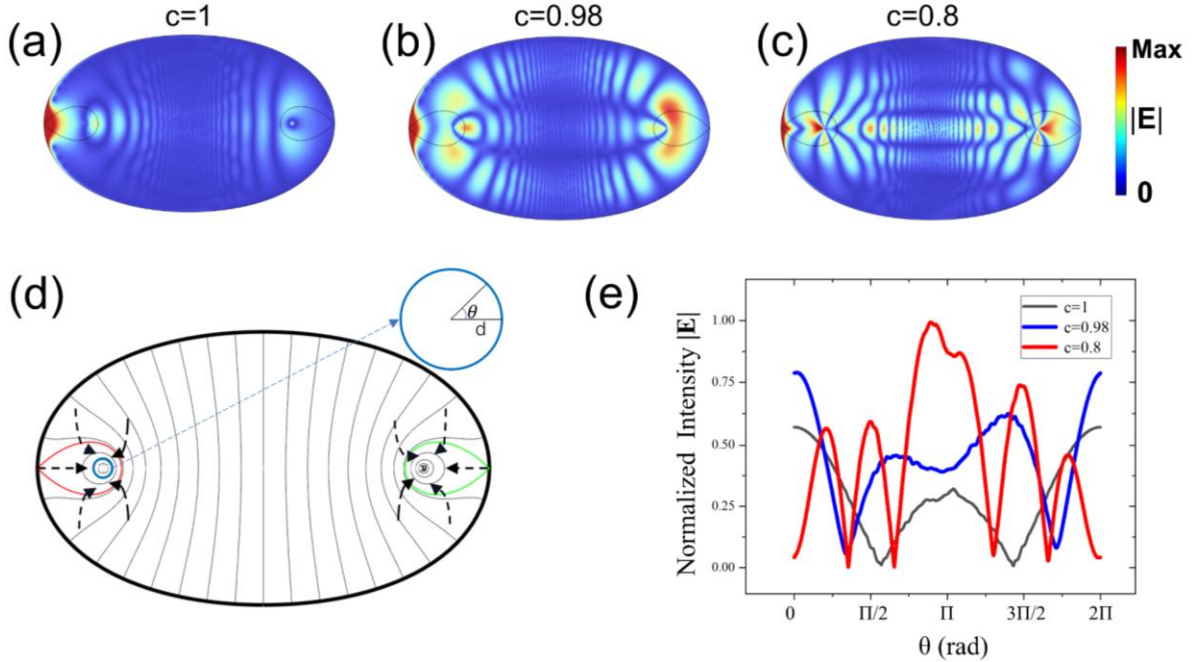 c=1
c=0.98
c=0.8
(a)
(b)
(c)
Max
|E|
0
(d)
θ
d
(e)
Normalized Intensity |E|
1.00
0.75
0.50
0.25
0.00
c=1
c=0.98
c=0.8
0
Π/2
Π
3Π/2
2Π
θ (rad)